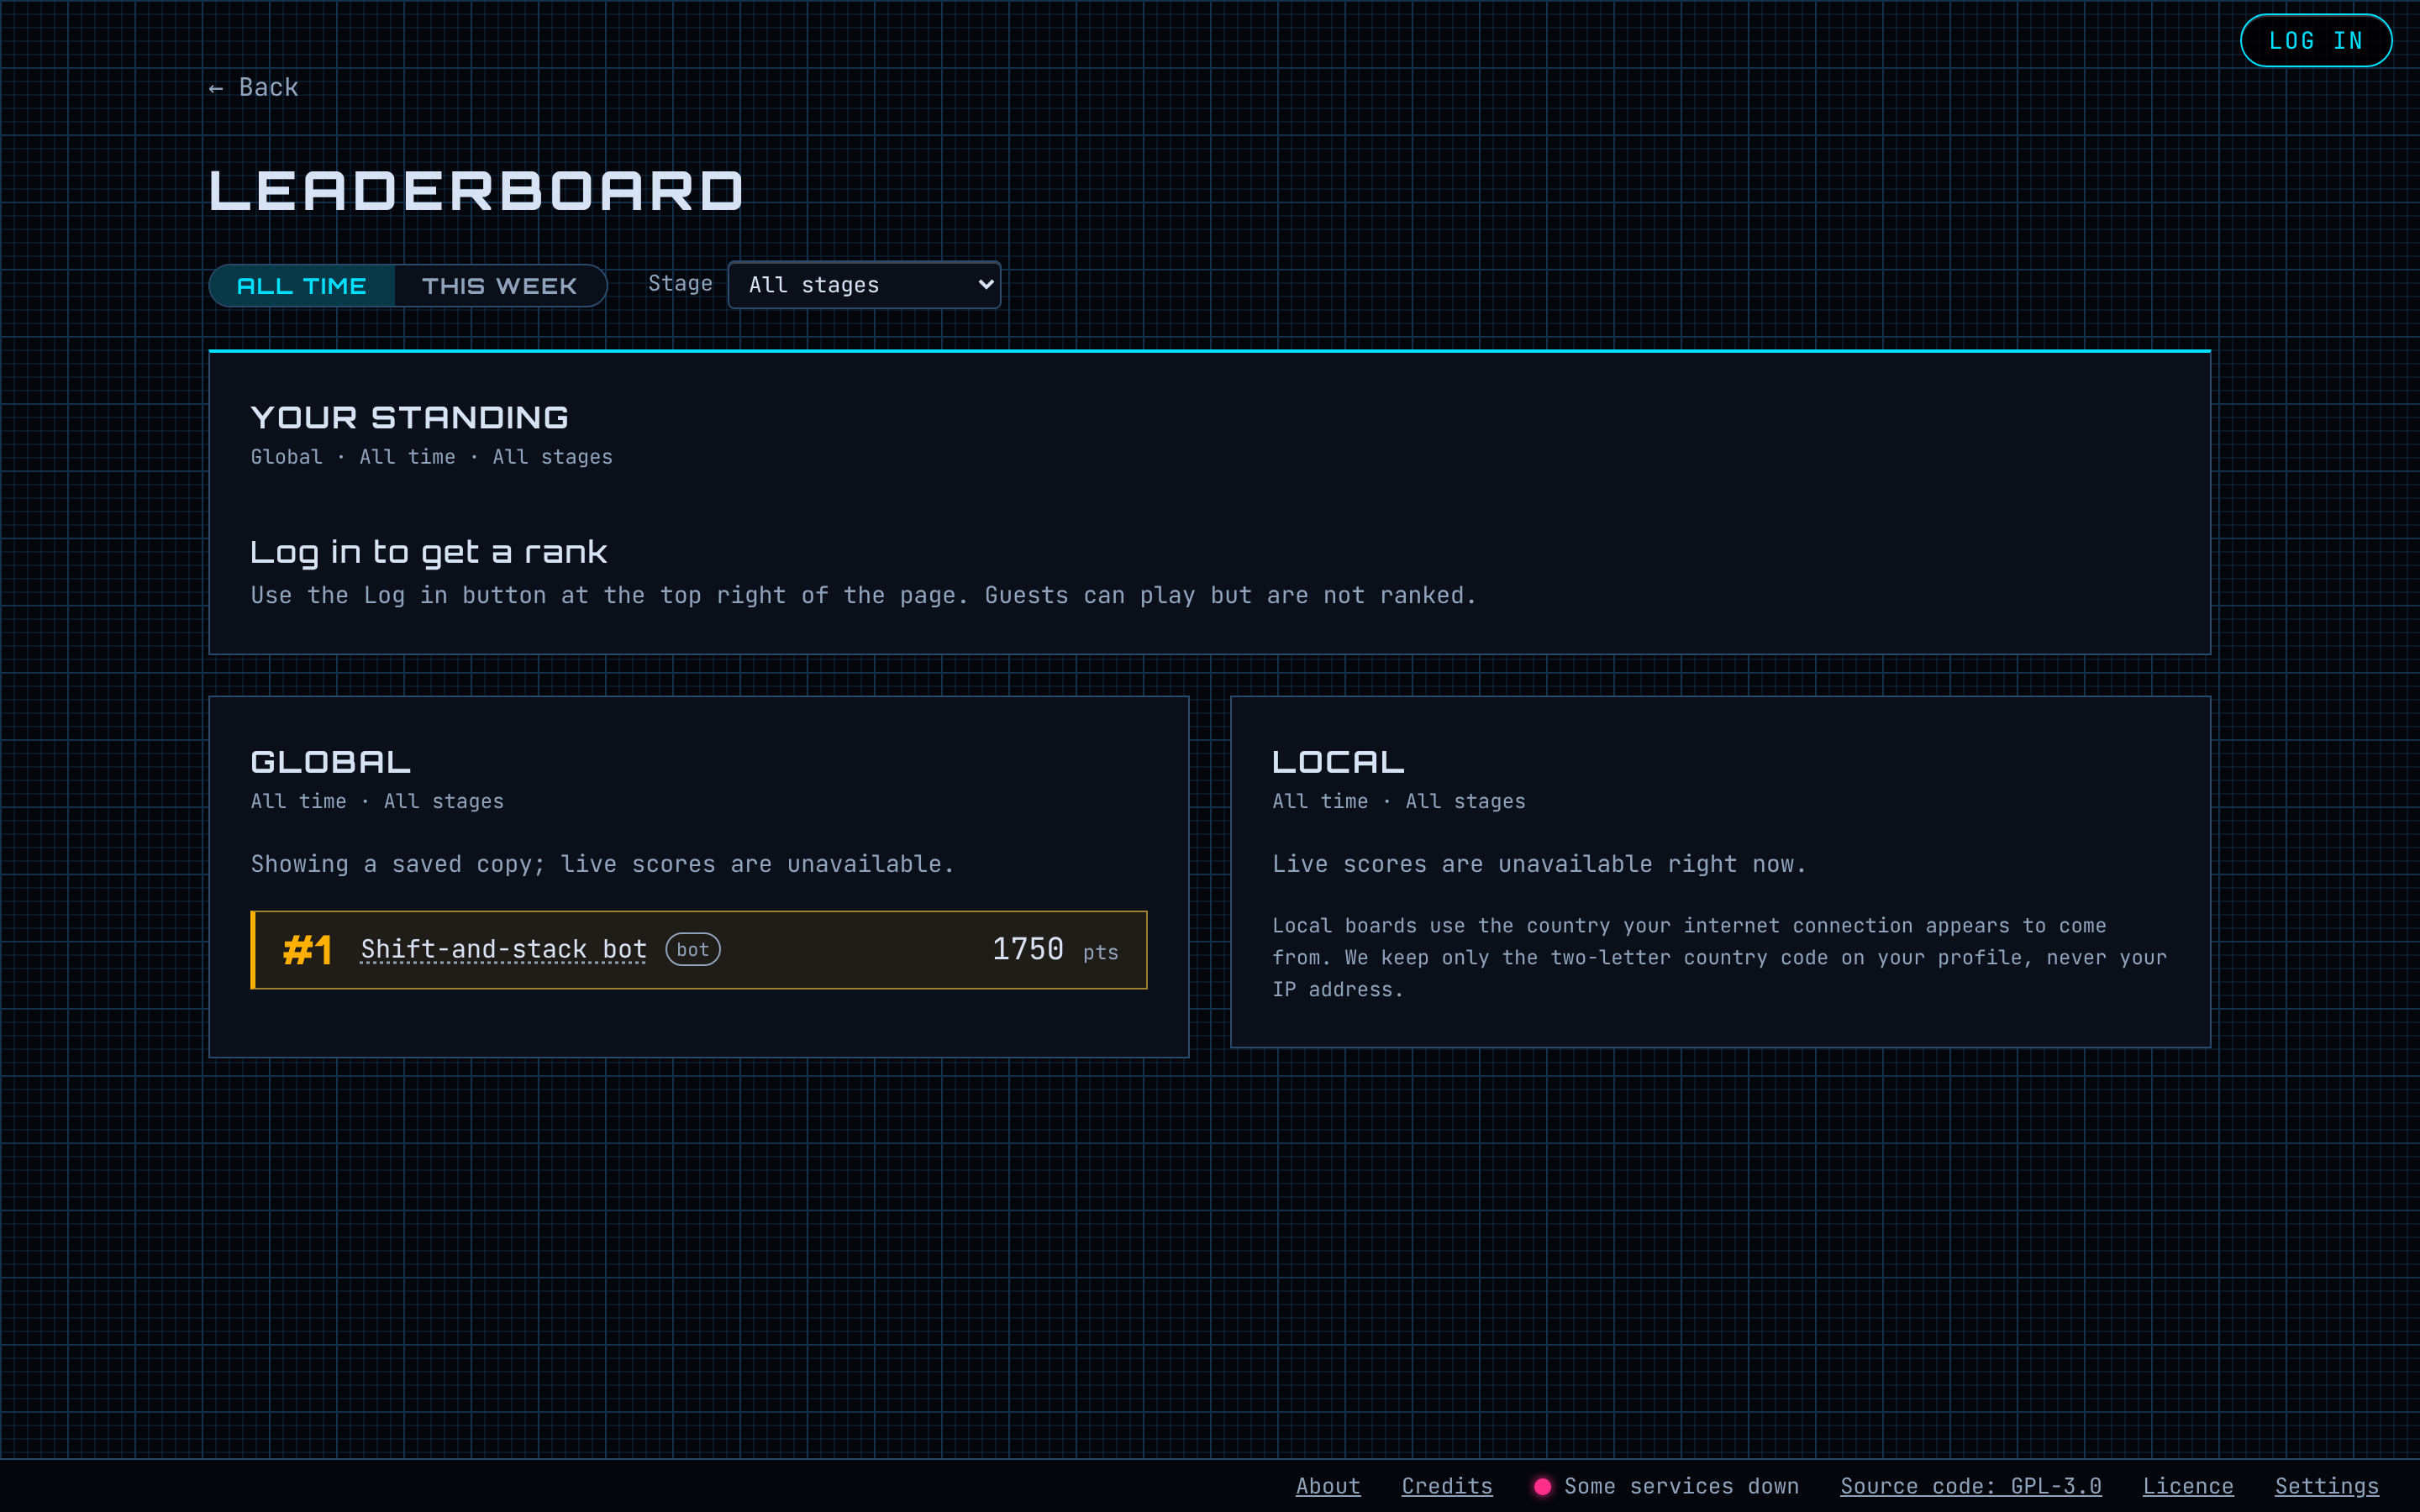 LOG IN
← Back
LEADERBOARD
ALL TIME THIS WEEK Stage All stages
YOUR STANDING
Global · All time · All stages
Log in to get a rank
Use the Log in button at the top right of the page. Guests can play but are not ranked.
GLOBAL
All time · All stages
Showing a saved copy; live scores are unavailable.
#1 Shift-and-stack bot bot 1750 pts
LOCAL
All time · All stages
Live scores are unavailable right now.
Local boards use the country your internet connection appears to come
from. We keep only the two-letter country code on your profile, never your
IP address.
About Credits Some services down Source code: GPL-3.0 Licence Settings